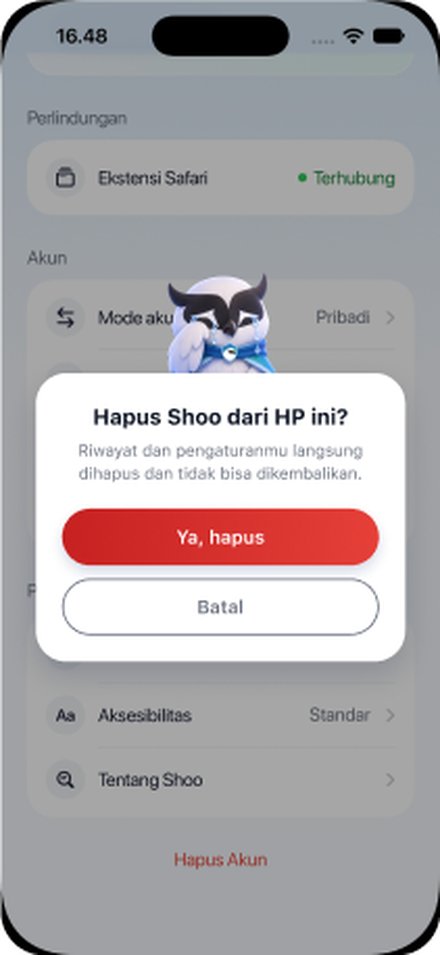 16.48
Perlindungan
Ekstensi Safari
Terhubung
Akun
Mode aku
Pribadi
Hapus Shoo dari HP ini?
Riwayat dan pengaturanmu langsung
dihapus dan tidak bisa dikembalikan.
Ya, hapus
Batal
P
Aa
Aksesibilitas
Standar
Tentang Shoo
Hapus Akun